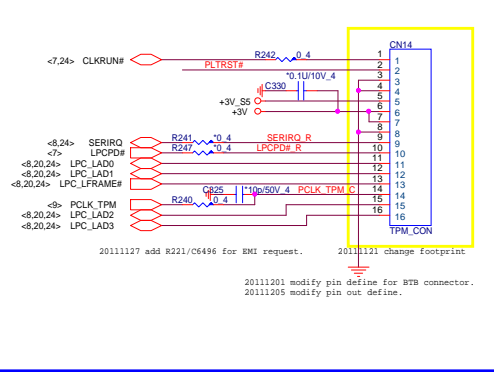 CN14
<7,24> CLKRUN# R242 0_4 1 1
PLTRST# 2 2
*0.1U/10V_4 3 3
C330 4 4
+3V_S5 5 5
+3V 6 6
7 7
8 8
<8,24> SERIRQ R241 *0_4 SERIRQ_R 9 9
<7> LPCPD# R247 *0_4 LPCPD#_R 10 10
<8,20,24> LPC_LAD0 11 11
<8,20,24> LPC_LAD1 12 12
<8,20,24> LPC_LFRAME# 13 13
C325 *10p/50V_4 PCLK_TPM_C 14 14
<9> PCLK_TPM R240 0_4 15 15
<8,20,24> LPC_LAD2 16 16
<8,20,24> LPC_LAD3
TPM_CON
20111127 add R221/C6496 for EMI request. 20111121 change footprint
20111201 modify pin define for BTB connector.
20111205 modify pin out define.